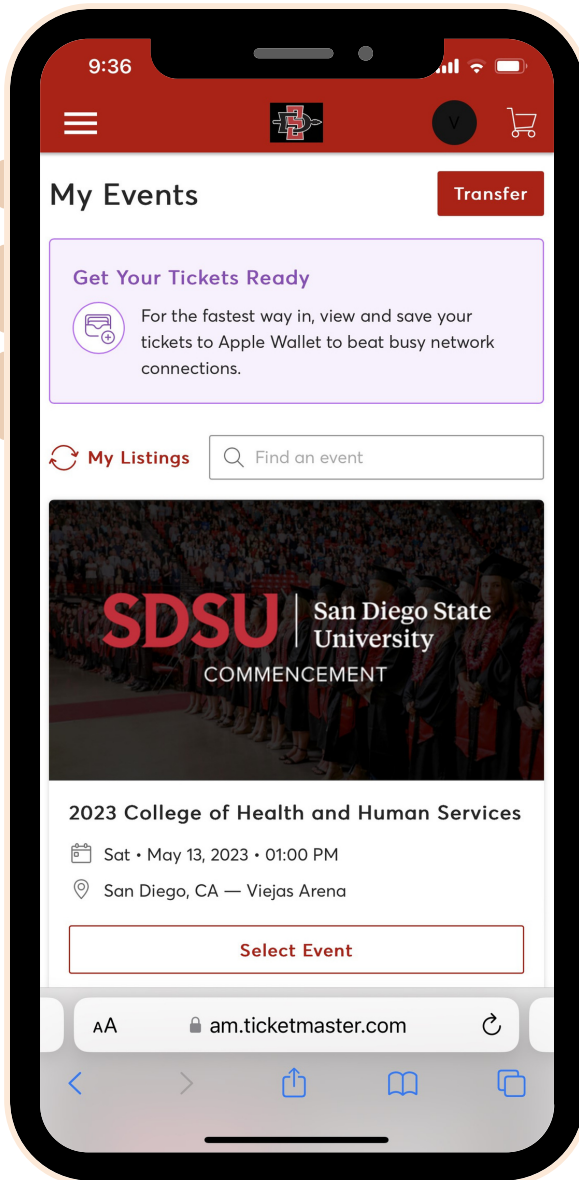 9:36
V
My Events
Transfer
Get Your Tickets Ready
For the fastest way in, view and save your
tickets to Apple Wallet to beat busy network
connections.
My Listings
Find an event
SDSU
San Diego State
University
COMMENCEMENT
2023 College of Health and Human Services
Sat • May 13, 2023 • 01:00 PM
San Diego, CA — Viejas Arena
Select Event
AA
am.ticketmaster.com